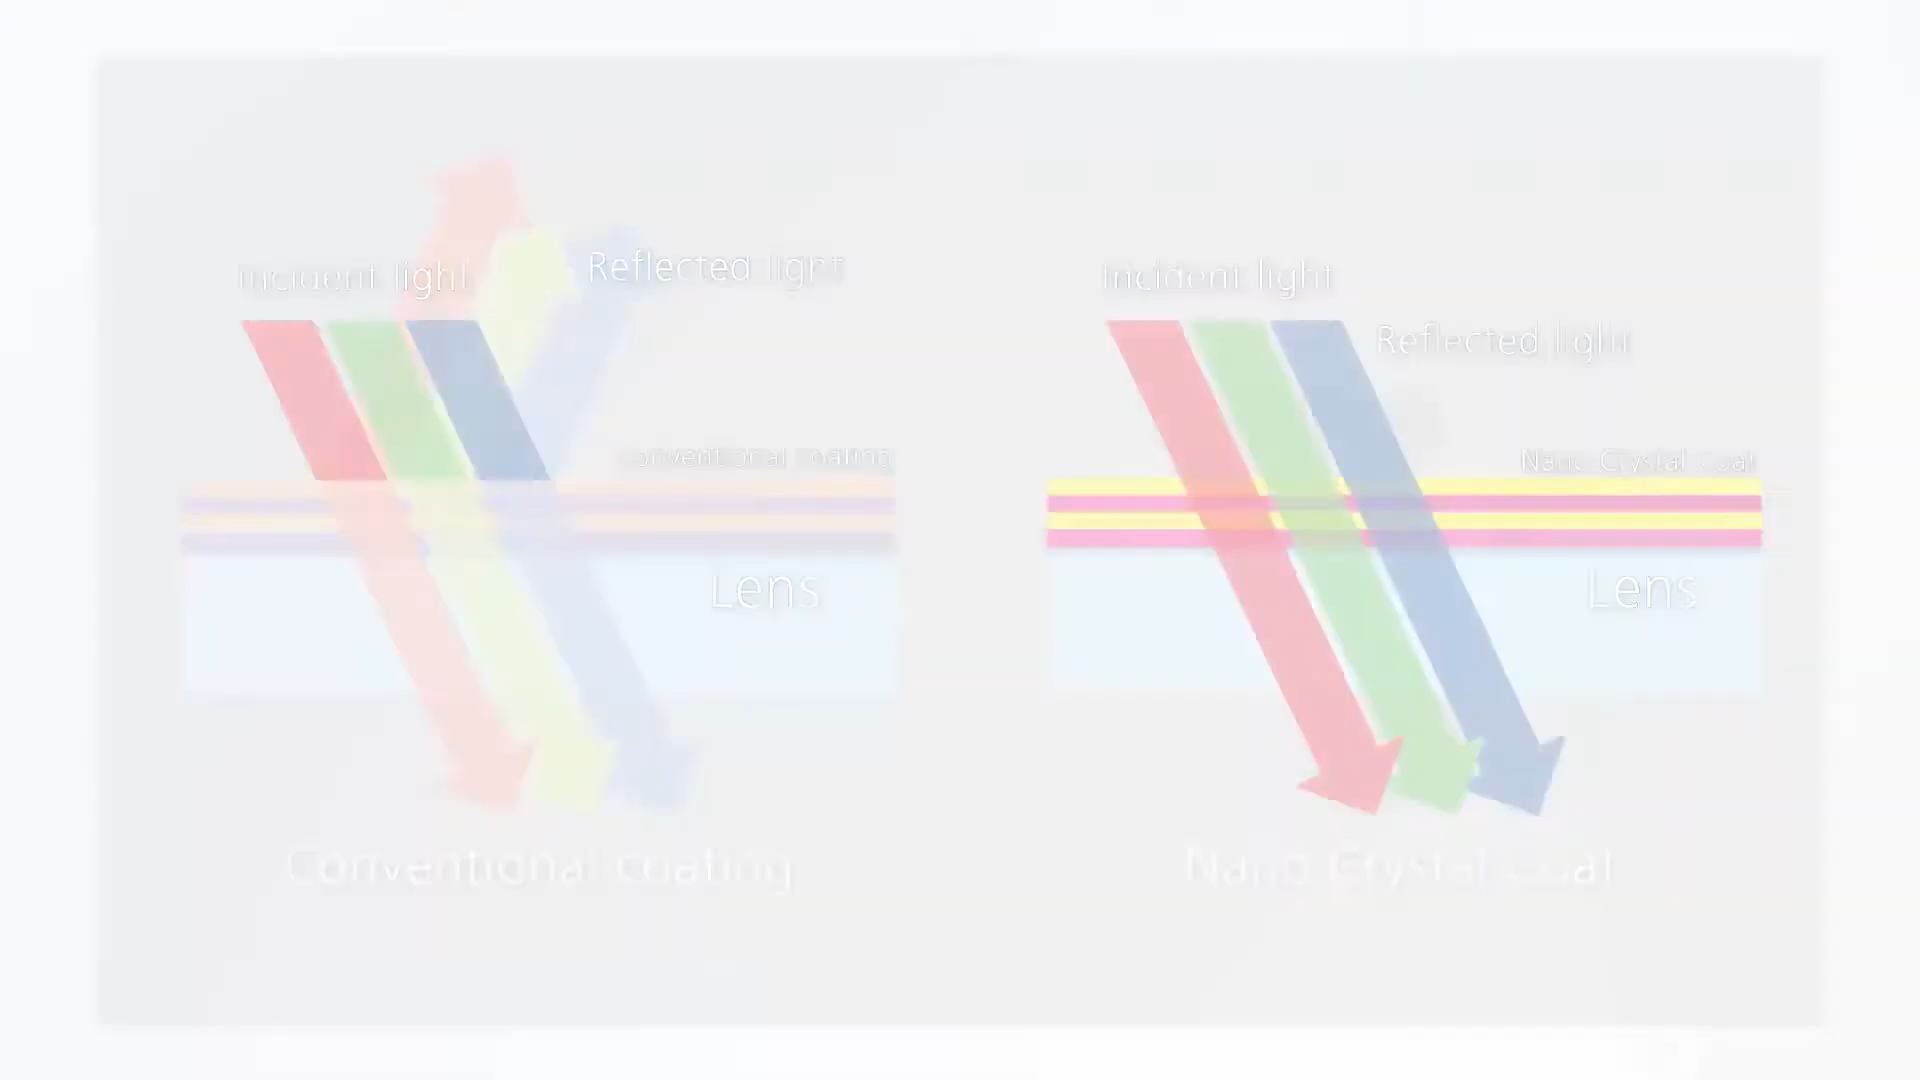 Incident light
Reflected light
Conventional coating
Lens
Conventional coating
Incident light
Reflected light
Nano Crystal Coat
Lens
Nano Crystal Coat